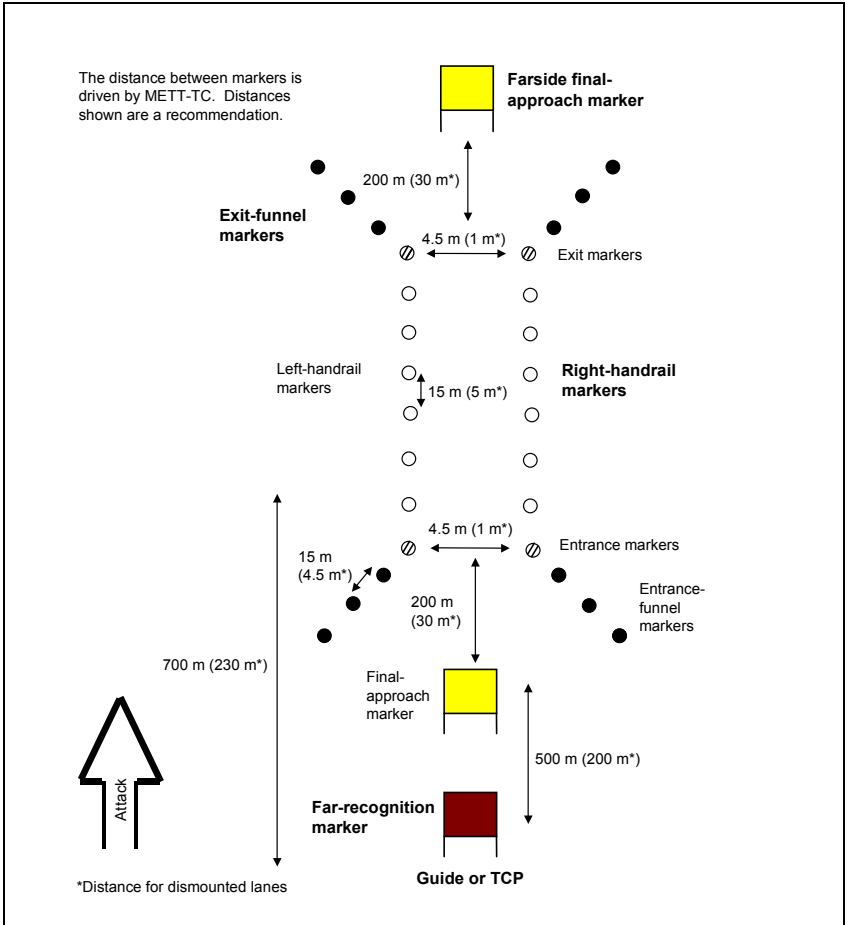 The distance between markers is
driven by METT-TC. Distances
shown are a recommendation.
Farside final-
approach marker
200 m (30 m*)
Exit-funnel
markers
4.5 m (1 m*)
Exit markers
Left-handrail
markers
15 m (5 m*)
Right-handrail
markers
4.5 m (1 m*)
Entrance markers
15 m
(4.5 m*)
200 m
(30 m*)
Entrance-
funnel
markers
700 m (230 m*)
Final-
approach
marker
500 m (200 m*)
Attack
Far-recognition
marker
Guide or TCP
*Distance for dismounted lanes